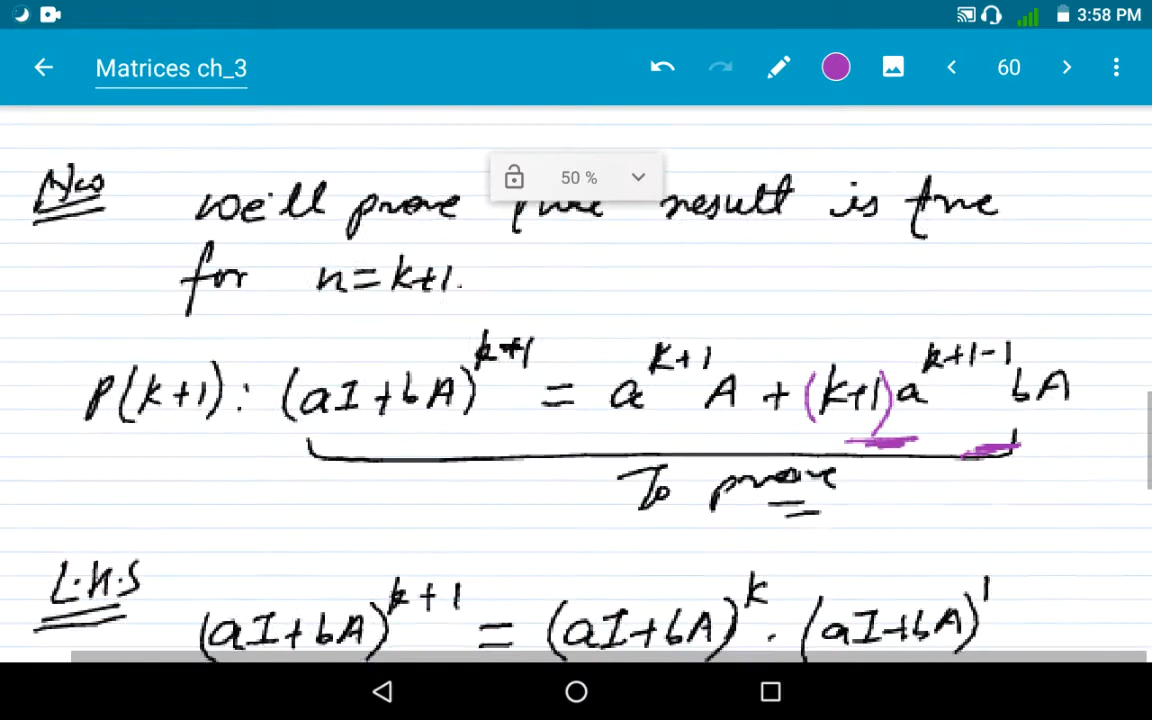 3:58 PM
Matrices ch_3
60
50 %
Now We'll prove result is true
for n=k+1.
P(k+1): (aI+bA)^{k+1} = a^{k+1} A + (k+1) a^{k+1-1} bA
To prove
L.H.S
(aI+bA)^{k+1} = (aI+bA)^k . (aI+bA)^1